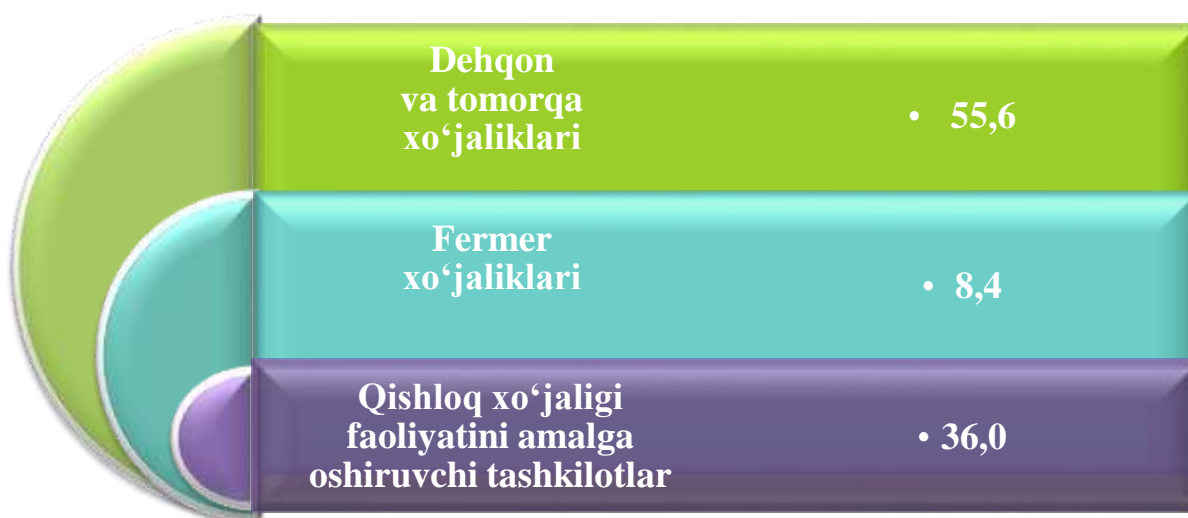 Dehqon
va tomorqa
xo‘jaliklari
• 55,6
Fermer
xo‘jaliklari
• 8,4
Qishloq xo‘jaligi
faoliyatini amalga
oshiruvchi tashkilotlar
• 36,0